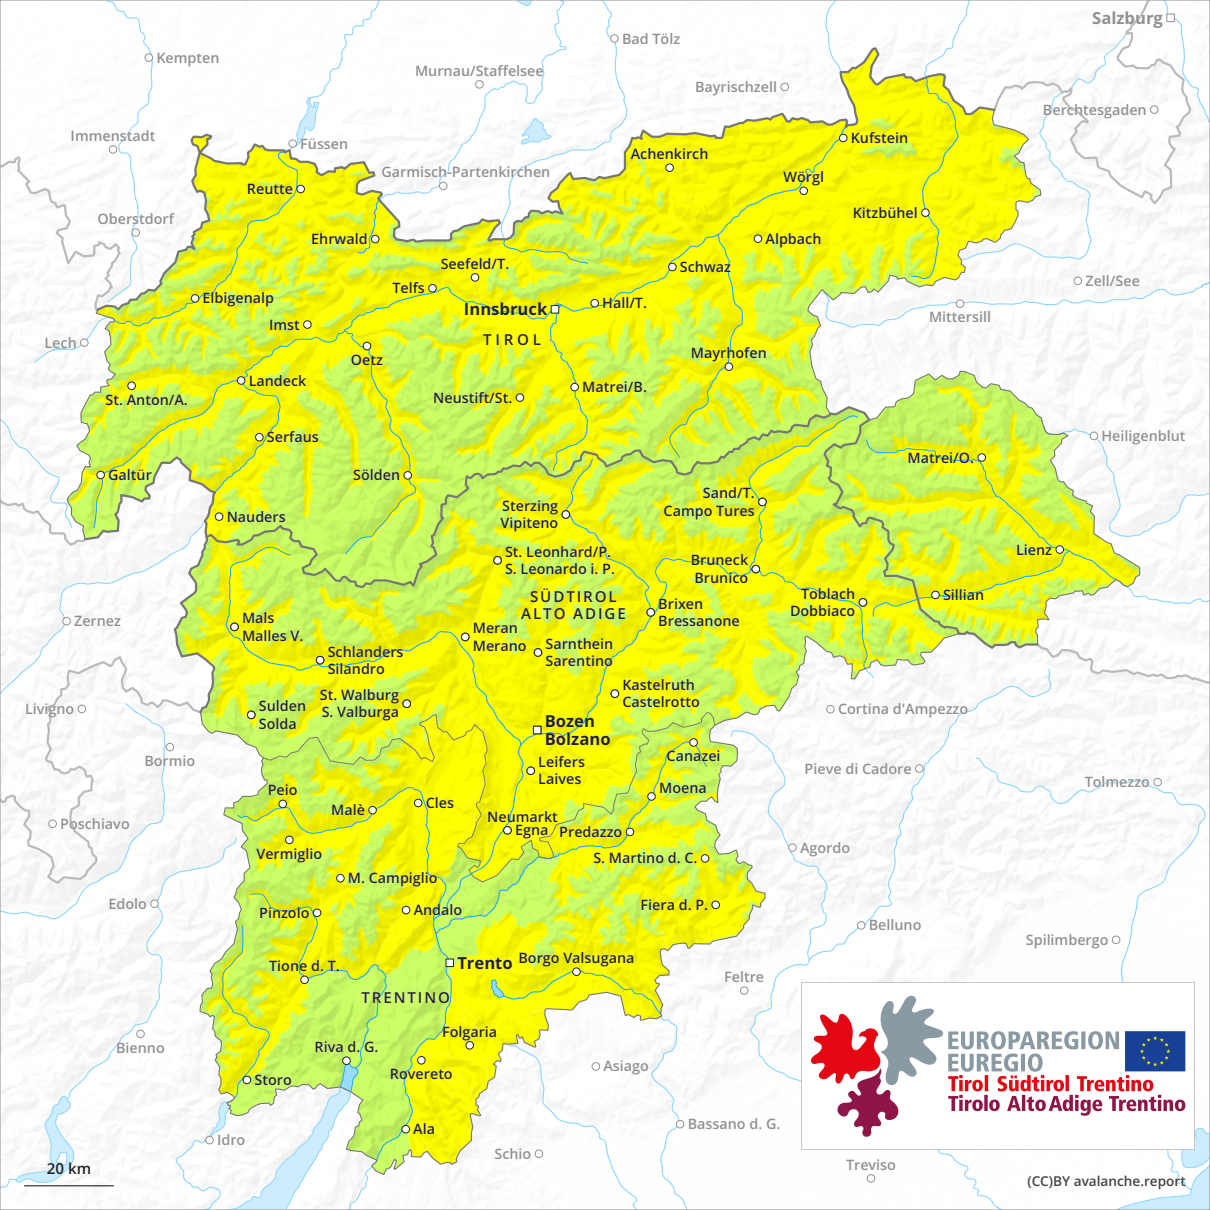 Salzburg
Bad Tölz
Kempten
Murnau/Staffelsee
Bayrischzell
Berchtesgaden
Immenstadt
Füssen
Kufstein
Achenkirch
Garmisch-Partenkirchen
Wörgl
Reutte
Oberstdorf
Kitzbühel
Ehrwald
Alpbach
Seefeld/T.
Schwaz
Zell/See
Telfs
Elbigenalp
Hall/T.
Innsbruck
Mittersill
Imst
TIROL
Lech
Oetz
Mayrhofen
Landeck
Matrei/B.
St. Anton/A.
Neustift/St.
Serfaus
Heiligenblut
Matrei/O.
Galtür
Sölden
Sand/T.
Campo Tures
Sterzing
Vipiteno
Nauders
St. Leonhard/P.
S. Leonardo i. P.
Lienz
Bruneck
Brunico
SÜDTIROL
ALTO ADIGE
Toblach
Dobbiaco
Sillian
Brixen
Bressanone
Zernez
Mals
Malles V.
Meran
Merano
Sarnthein
Sarentino
Schlanders
Silandro
Kastelruth
Castelrotto
St. Walburg
S. Valburga
Livigno
Sulden
Solda
Cortina d'Ampezzo
Bozen
Bolzano
Bormio
Canazei
Leifers
Laives
Pieve di Cadore
Tolmezzo
Peio
Moena
Malè
Cles
Poschiavo
Neumarkt
Egna
Predazzo
Vermiglio
S. Martino d. C.
Agordo
M. Campiglio
Edolo
Pinzolo
Andalo
Fiera d. P.
Belluno
Spilimbergo
Tione d. T.
Trento
Borgo Valsugana
Feltre
TRENTINO
Folgaria
Bienno
Riva d. G.
Rovereto
Asiago
Storo
Ala
Bassano d. G.
Idro
Schio
Treviso
EUROPAREGION
EUREGIO
Tirol Südtirol Trentino
Tirolo Alto Adige Trentino
20 km
(CC)BY avalanche.report